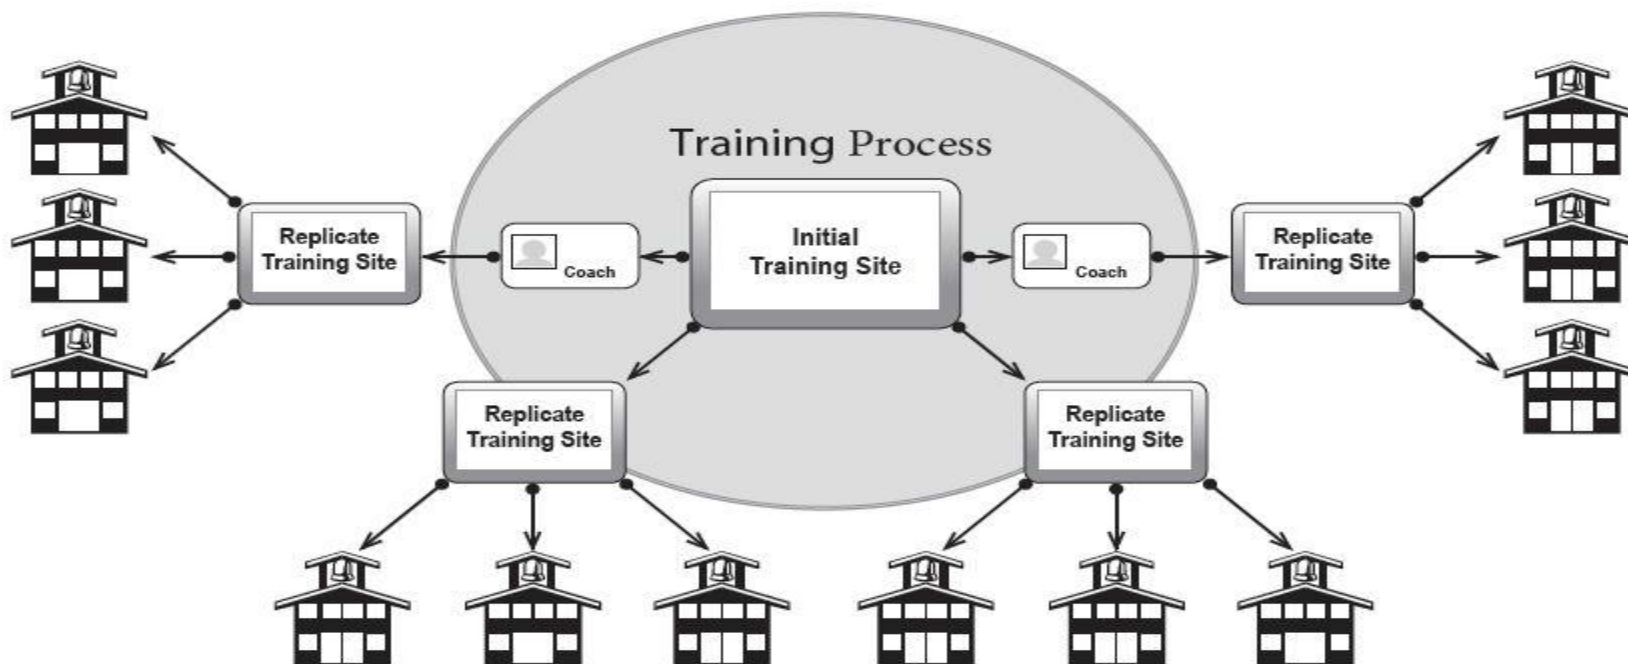 Training Process
Replicate
Training Site
Coach
Initial
Training Site
Coach
Replicate
Training Site
Replicate
Training Site
Replicate
Training Site